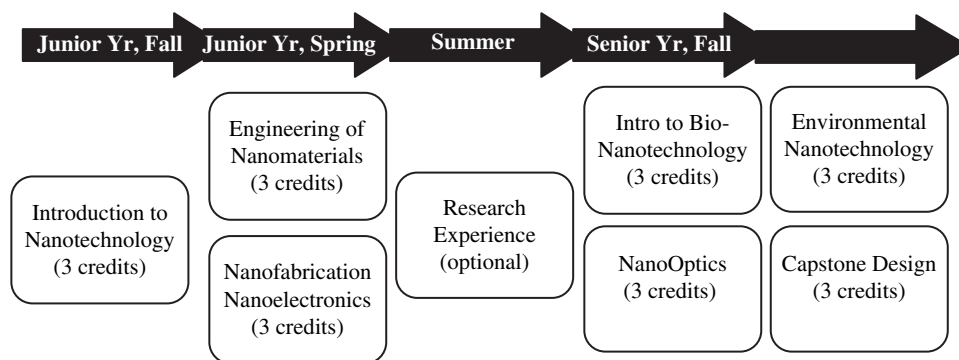 Junior Yr, Fall
Junior Yr, Spring
Summer
Senior Yr, Fall
Introduction to
Nanotechnology
(3 credits)
Engineering of
Nanomaterials
(3 credits)
Nanofabrication
Nanoelectronics
(3 credits)
Research
Experience
(optional)
Intro to Bio-
Nanotechnology
(3 credits)
NanoOptics
(3 credits)
Environmental
Nanotechnology
(3 credits)
Capstone Design
(3 credits)